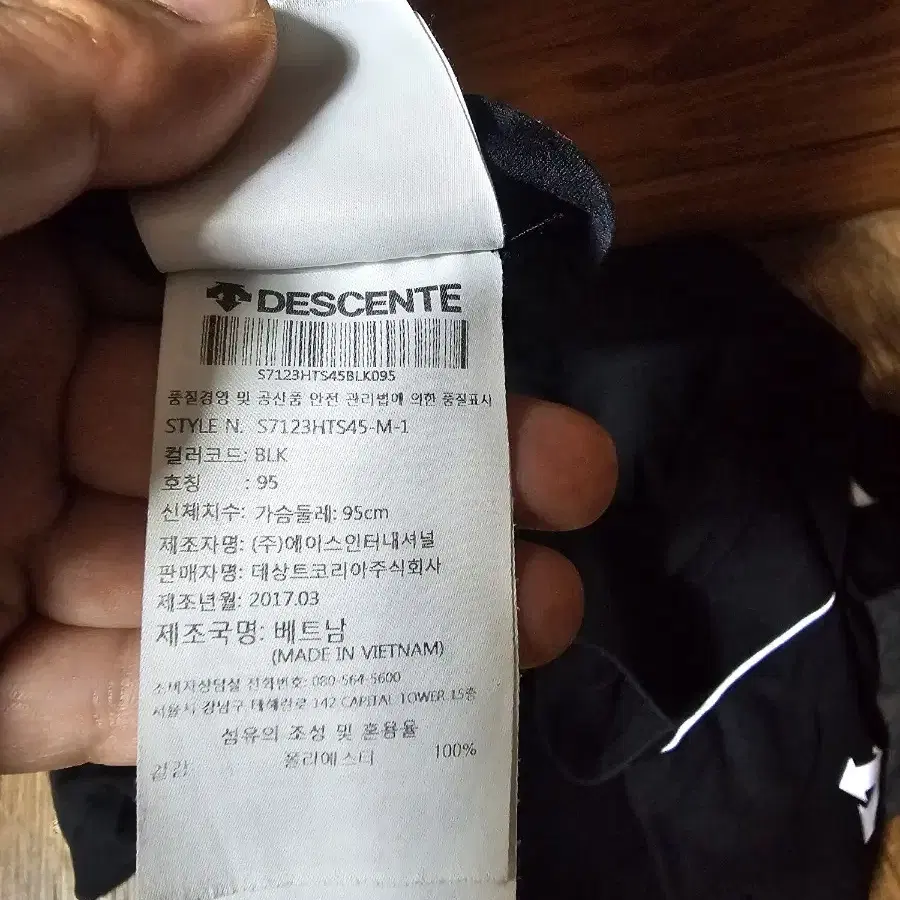 DESCENTE
S7123HTS45BLK095
품질경영 및 공산품 안전 관리법에 의한 품질표시
STYLE N. S7123HTS45-M-1
컬러코드: BLK
호칭 : 95
신체치수: 가슴둘레: 95cm
제조자명: (주)에이스인터내셔널
판매자명: 데상트코리아주식회사
제조년월: 2017.03
제조국명: 베트남
(MADE IN VIETNAM)
소비자상담실 전화번호: 080-564-5600
서울시 강남구 테헤란로 142 CAPITAL TOWER 15층
섬유의 조성 및 혼용율
겉감 폴리에스터 100%